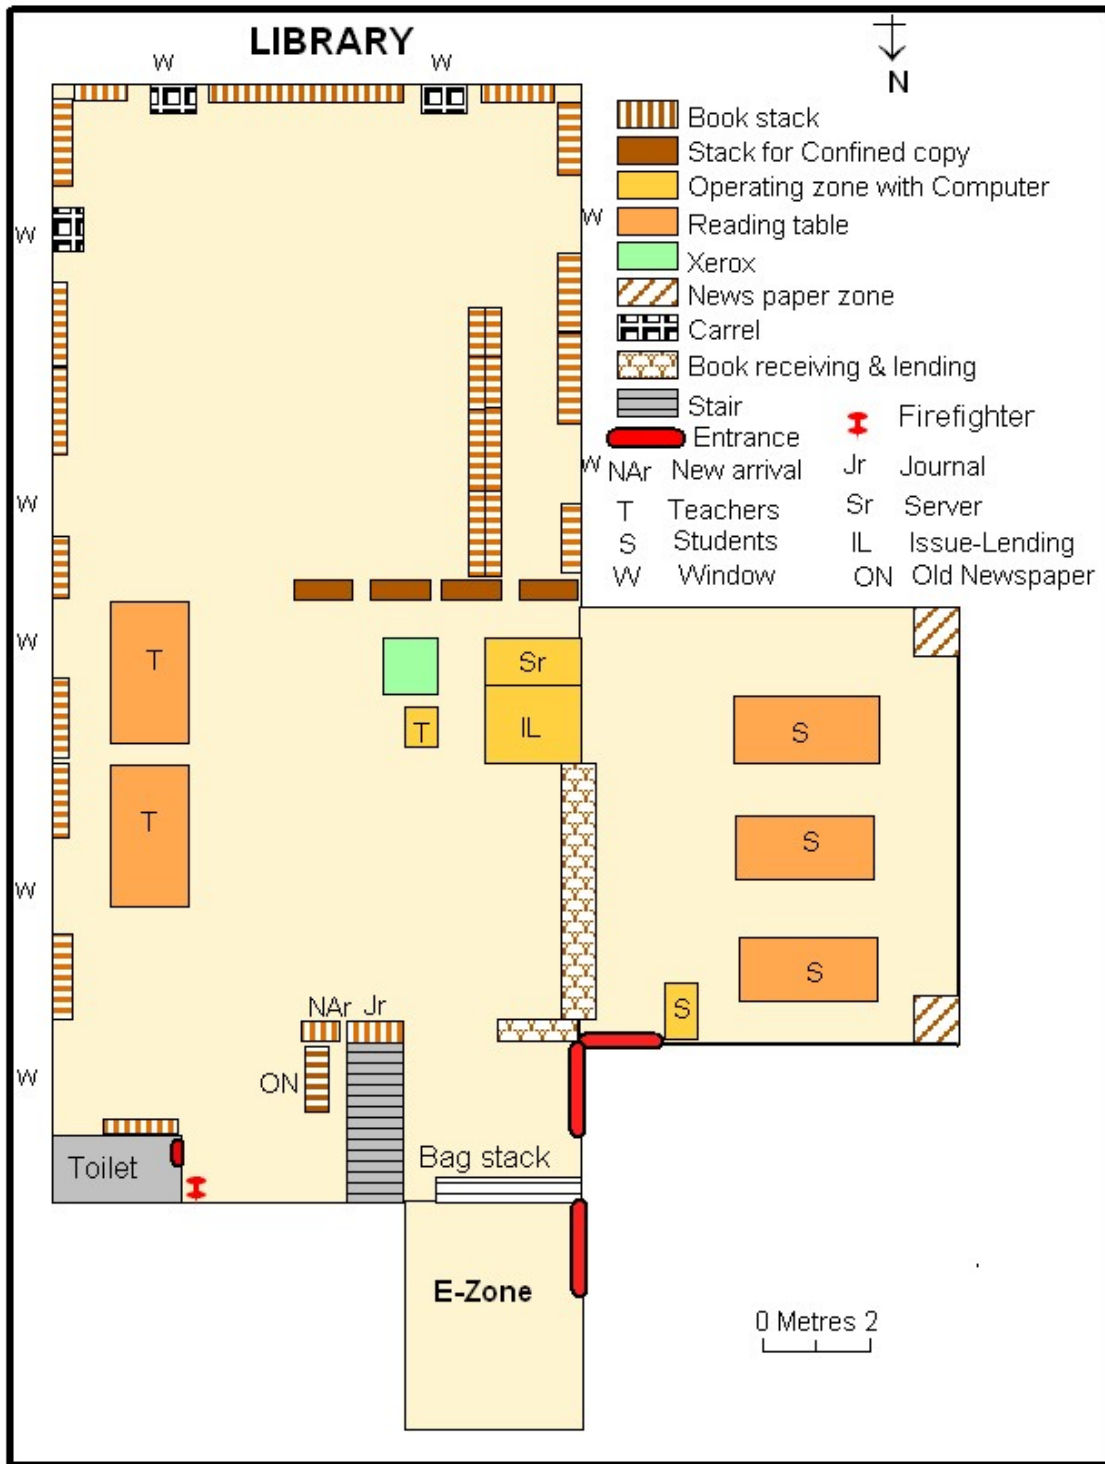 LIBRARY
N
W
W
Book stack
Stack for Confined copy
Operating zone with Computer
W
W
Reading table
Xerox
News paper zone
Carrel
Book receiving & lending
Stair
Firefighter
Entrance
W
NAr New arrival
Jr Journal
W
T Teachers
Sr Server
S Students
IL Issue-Lending
W Window
ON Old Newspaper
W
T
Sr
T
IL
S
T
S
W
S
NAr Jr
S
ON
W
Toilet
Bag stack
E-Zone
0 Metres 2